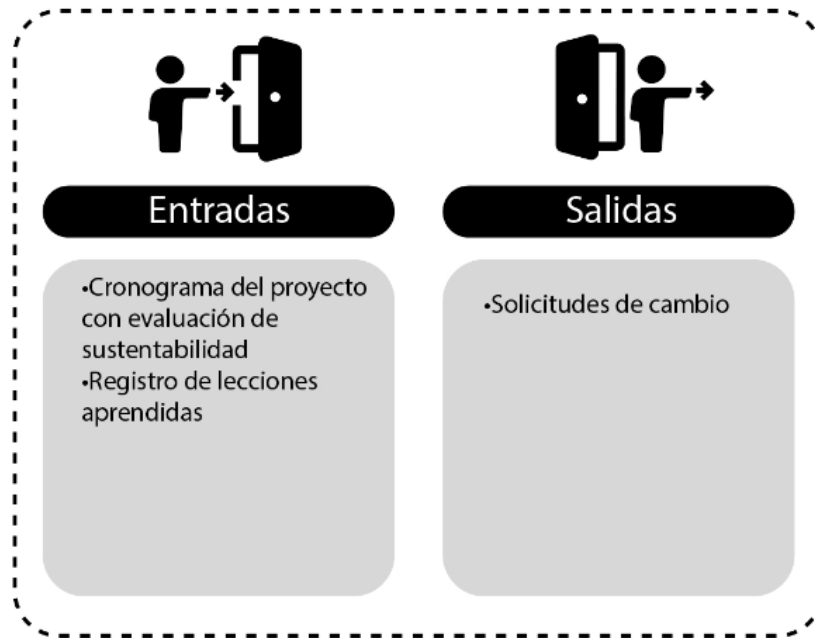 Entradas
•Cronograma del proyecto
con evaluación de
sustentabilidad
•Registro de lecciones
aprendidas
Salidas
•Solicitudes de cambio